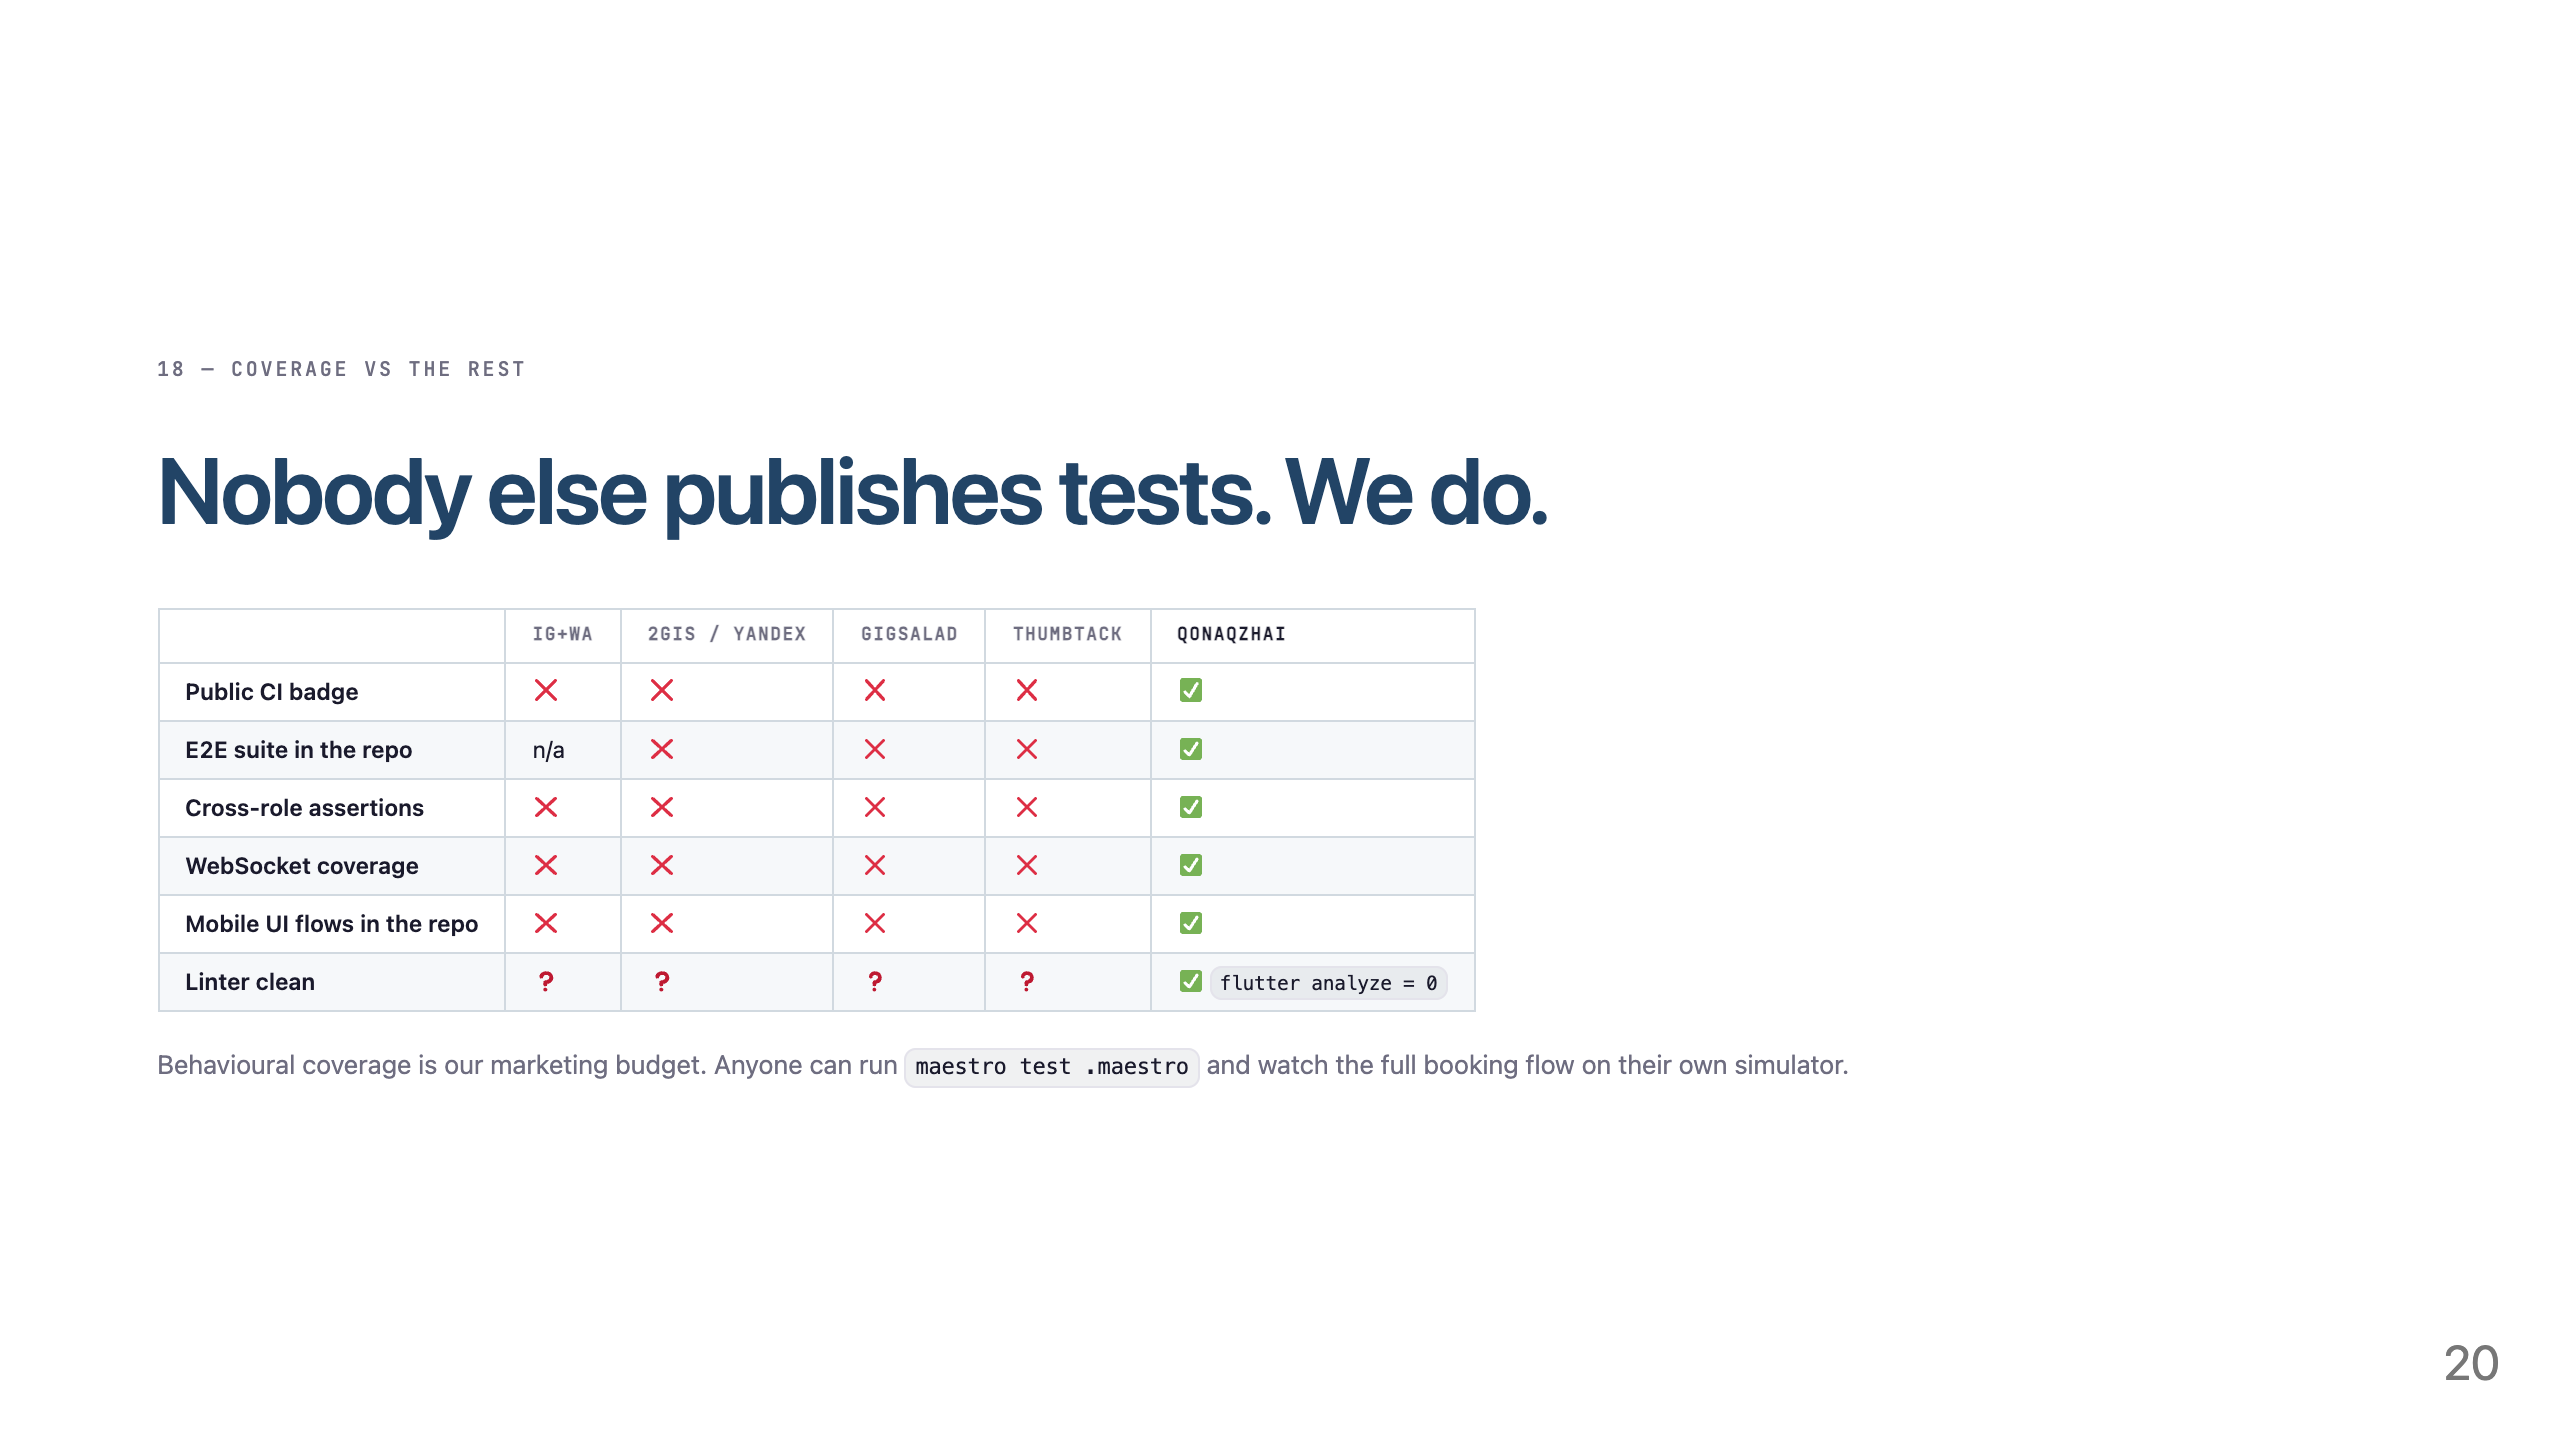 18 — COVERAGE VS THE REST
Nobody else publishes tests. We do.
IG+WA 2GIS / YANDEX GIGSALAD THUMBTACK QONAQZHAI
Public CI badge ❌ ❌ ❌ ❌ ✅
E2E suite in the repo n/a ❌ ❌ ❌ ✅
Cross-role assertions ❌ ❌ ❌ ❌ ✅
WebSocket coverage ❌ ❌ ❌ ❌ ✅
Mobile UI flows in the repo ❌ ❌ ❌ ❌ ✅
Linter clean ❓ ❓ ❓ ❓ ✅ flutter analyze = 0
Behavioural coverage is our marketing budget. Anyone can run maestro test .maestro and watch the full booking flow on their own simulator.
20